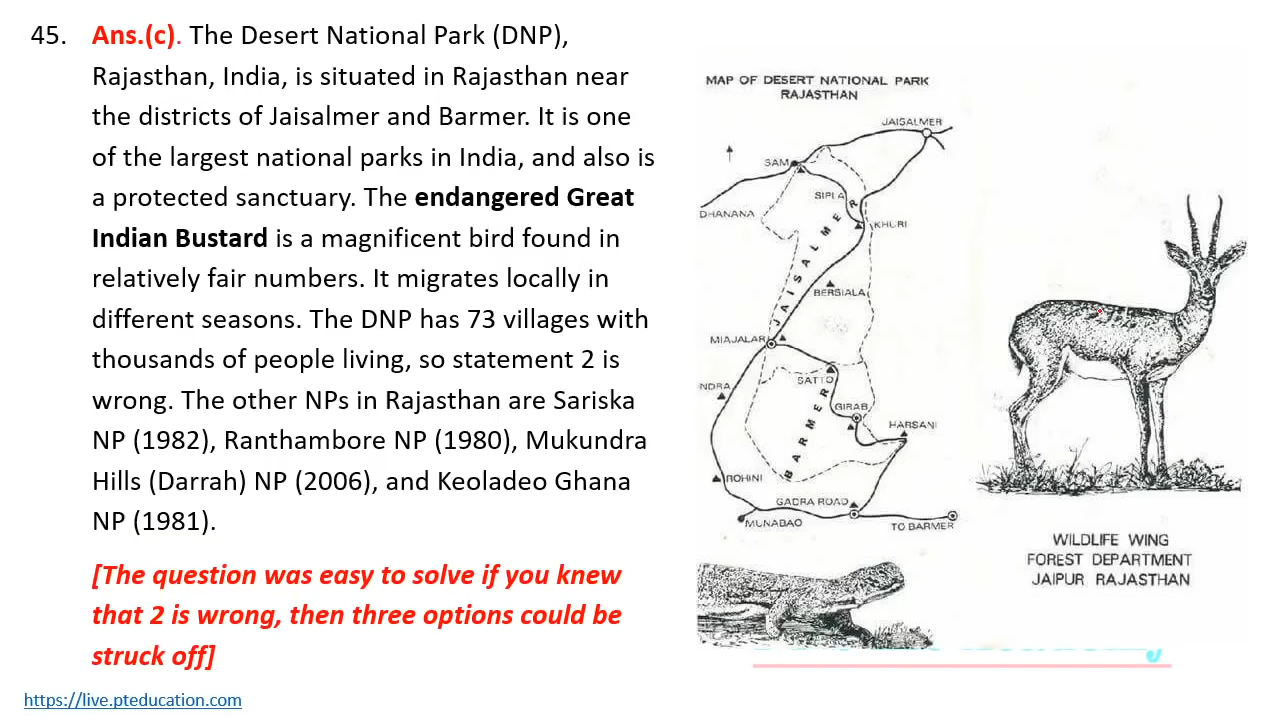 45. Ans.(c). The Desert National Park (DNP),
Rajasthan, India, is situated in Rajasthan near
the districts of Jaisalmer and Barmer. It is one
of the largest national parks in India, and also is
a protected sanctuary. The endangered Great
Indian Bustard is a magnificent bird found in
relatively fair numbers. It migrates locally in
different seasons. The DNP has 73 villages with
thousands of people living, so statement 2 is
wrong. The other NPs in Rajasthan are Sariska
NP (1982), Ranthambore NP (1980), Mukundra
Hills (Darrah) NP (2006), and Keoladeo Ghana
NP (1981).
[The question was easy to solve if you knew
that 2 is wrong, then three options could be
struck off]
https://live.pteducation.com
MAP OF DESERT NATIONAL PARK
RAJASTHAN
JAISALMER
SAM
SIPLA
DHANANA
KHURI
JAISALMER
BERSIALA
MIAJALAR
SATTO
NDRA
GIRAB
BARMER
HARSANI
ROHINI
GADRA ROAD
MUNABAO
TO BARMER
WILDLIFE WING
FOREST DEPARTMENT
JAIPUR RAJASTHAN